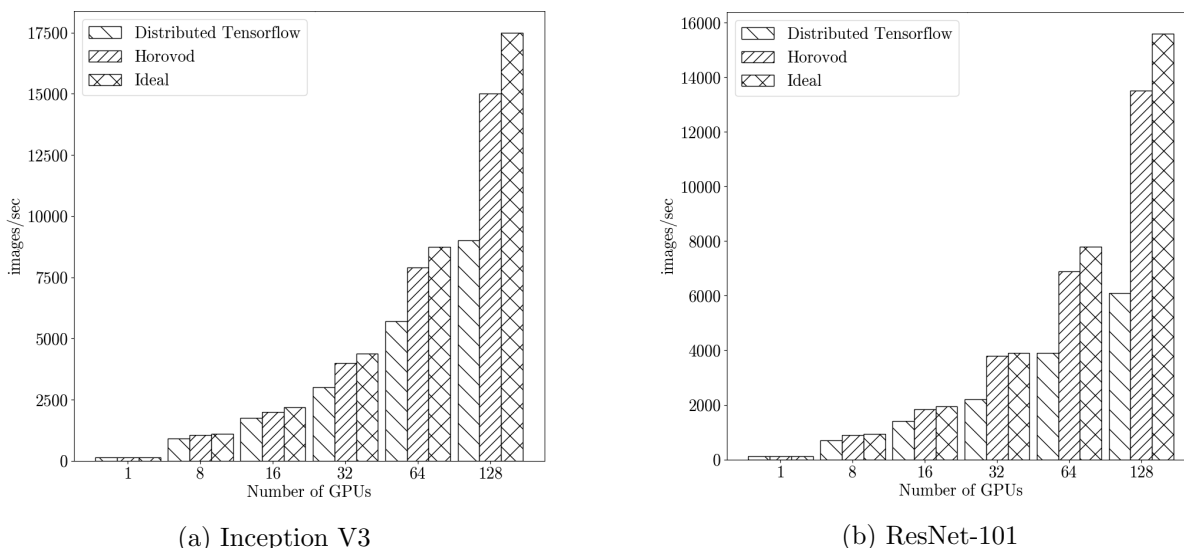 Distributed Tensorflow
Horovod
Ideal
17500
15000
12500
10000
7500
5000
2500
0
images/sec
1 8 16 32 64 128
Number of GPUs
(a) Inception V3
Distributed Tensorflow
Horovod
Ideal
16000
14000
12000
10000
8000
6000
4000
2000
0
images/sec
1 8 16 32 64 128
Number of GPUs
(b) ResNet-101